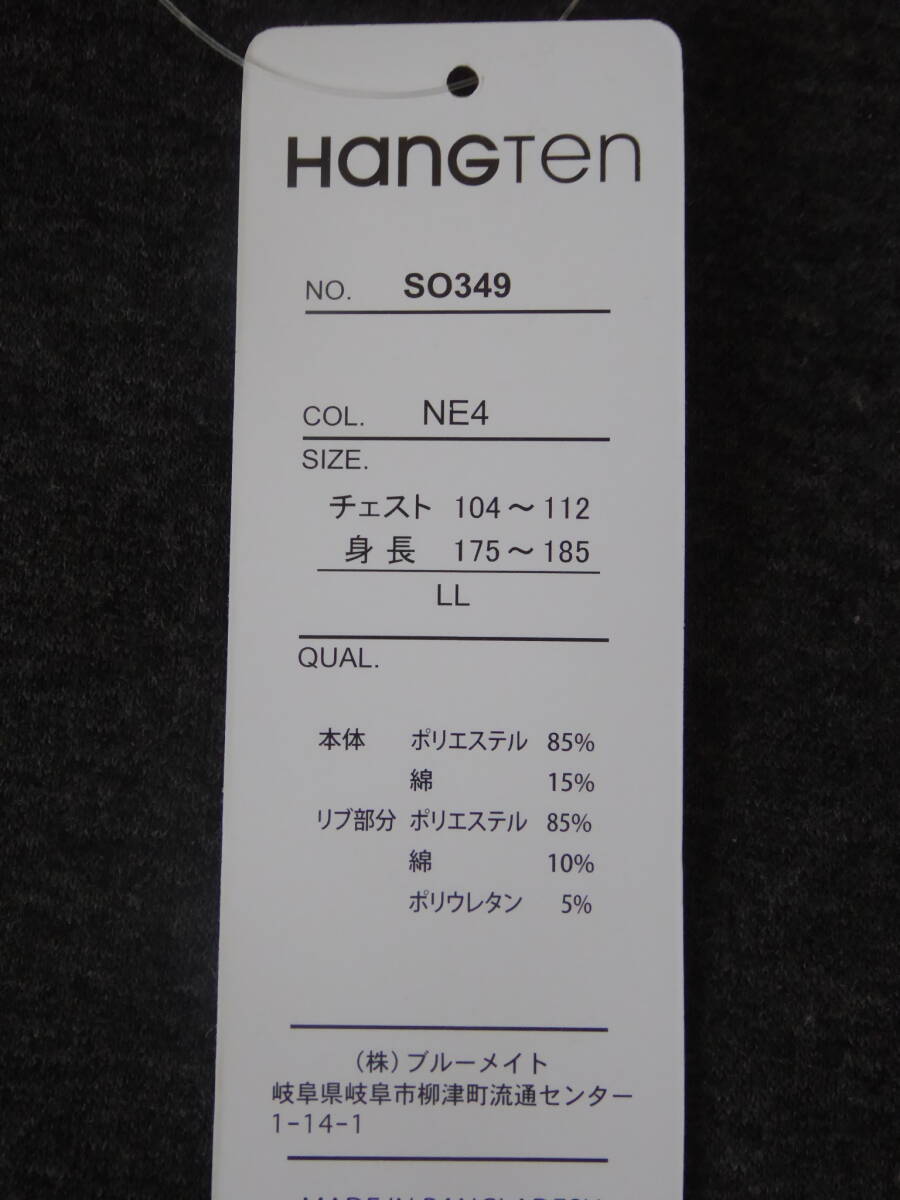 HANGTEN
NO. SO349
COL. NE4
SIZE.
チェスト 104～112
身長 175～185
LL
QUAL.
本体 ポリエステル 85%
綿 15%
リブ部分 ポリエステル 85%
綿 10%
ポリウレタン 5%
(株)ブルーメイト
岐阜県岐阜市柳津町流通センター
1-14-1
MADE IN BANGLADESH